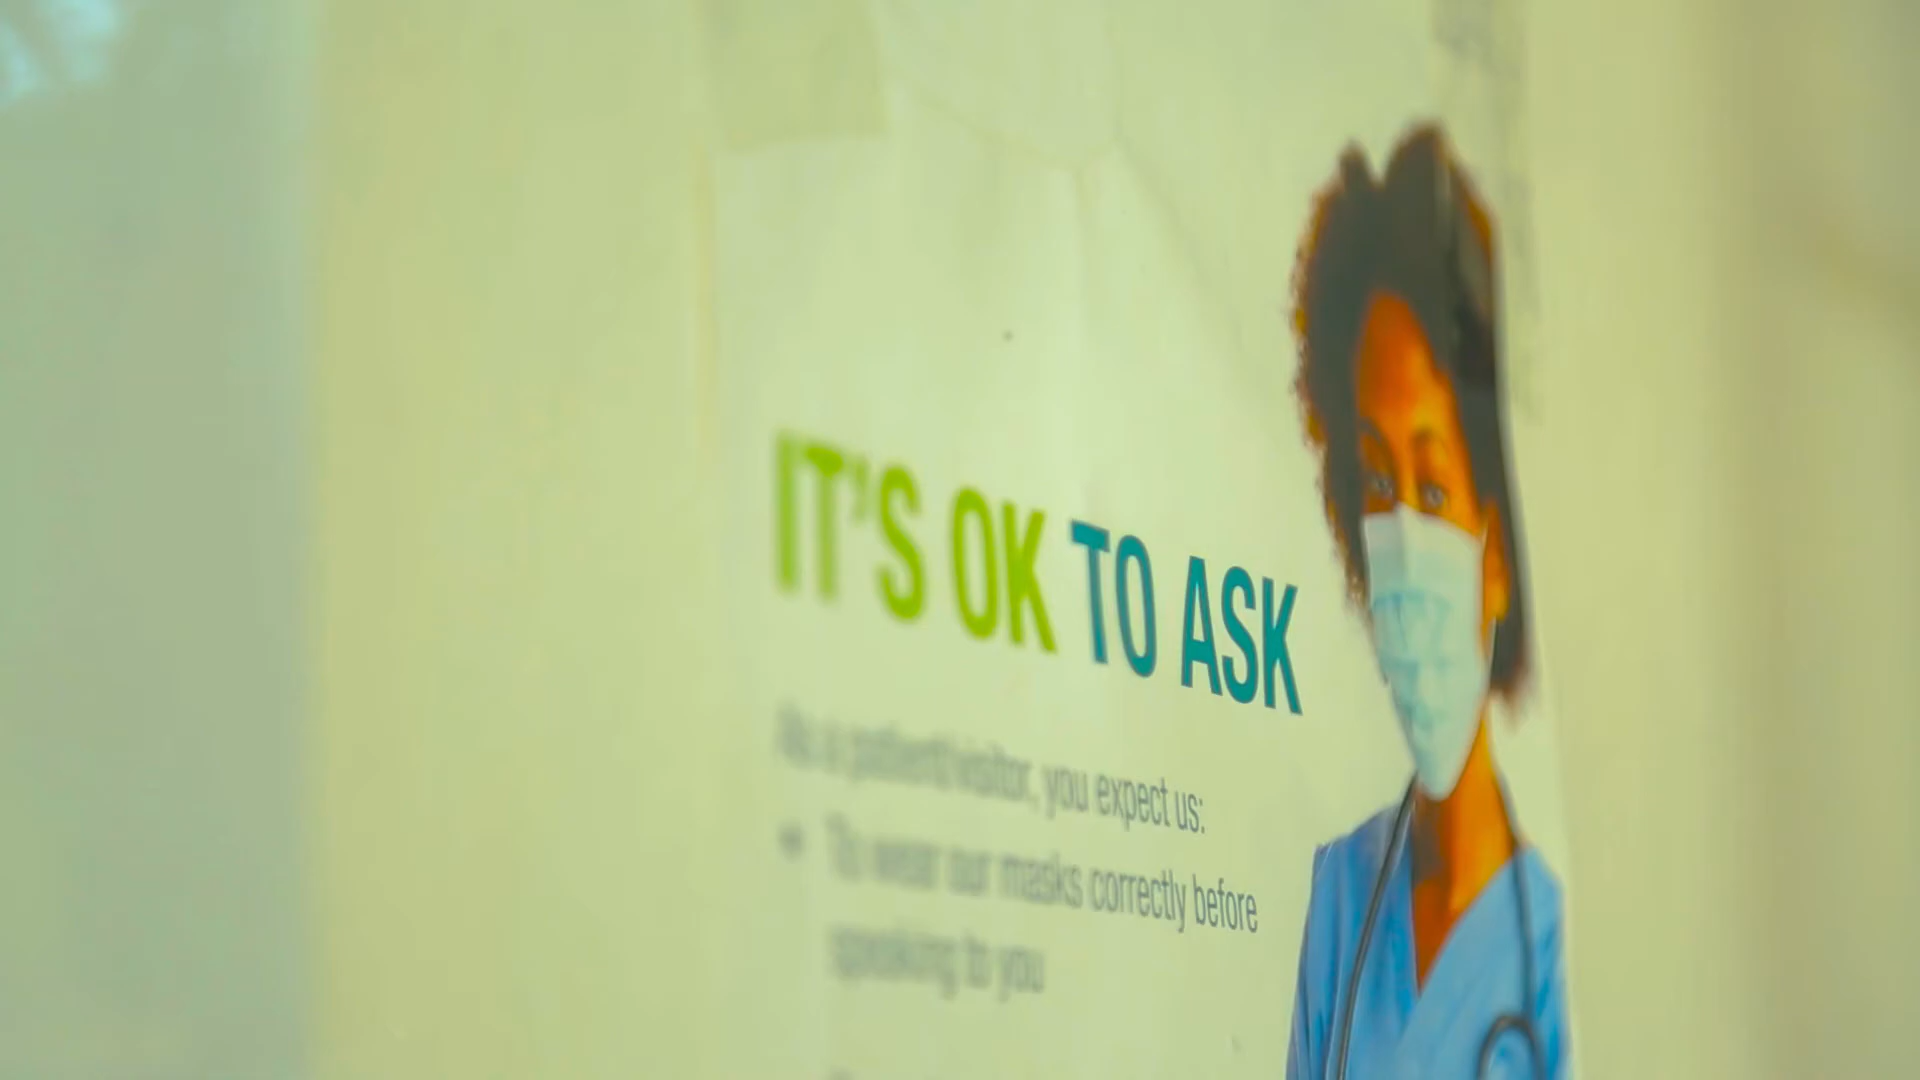 IT'S OK TO ASK
As a patient/visitor, you expect us:
• To wear our masks correctly before
speaking to you